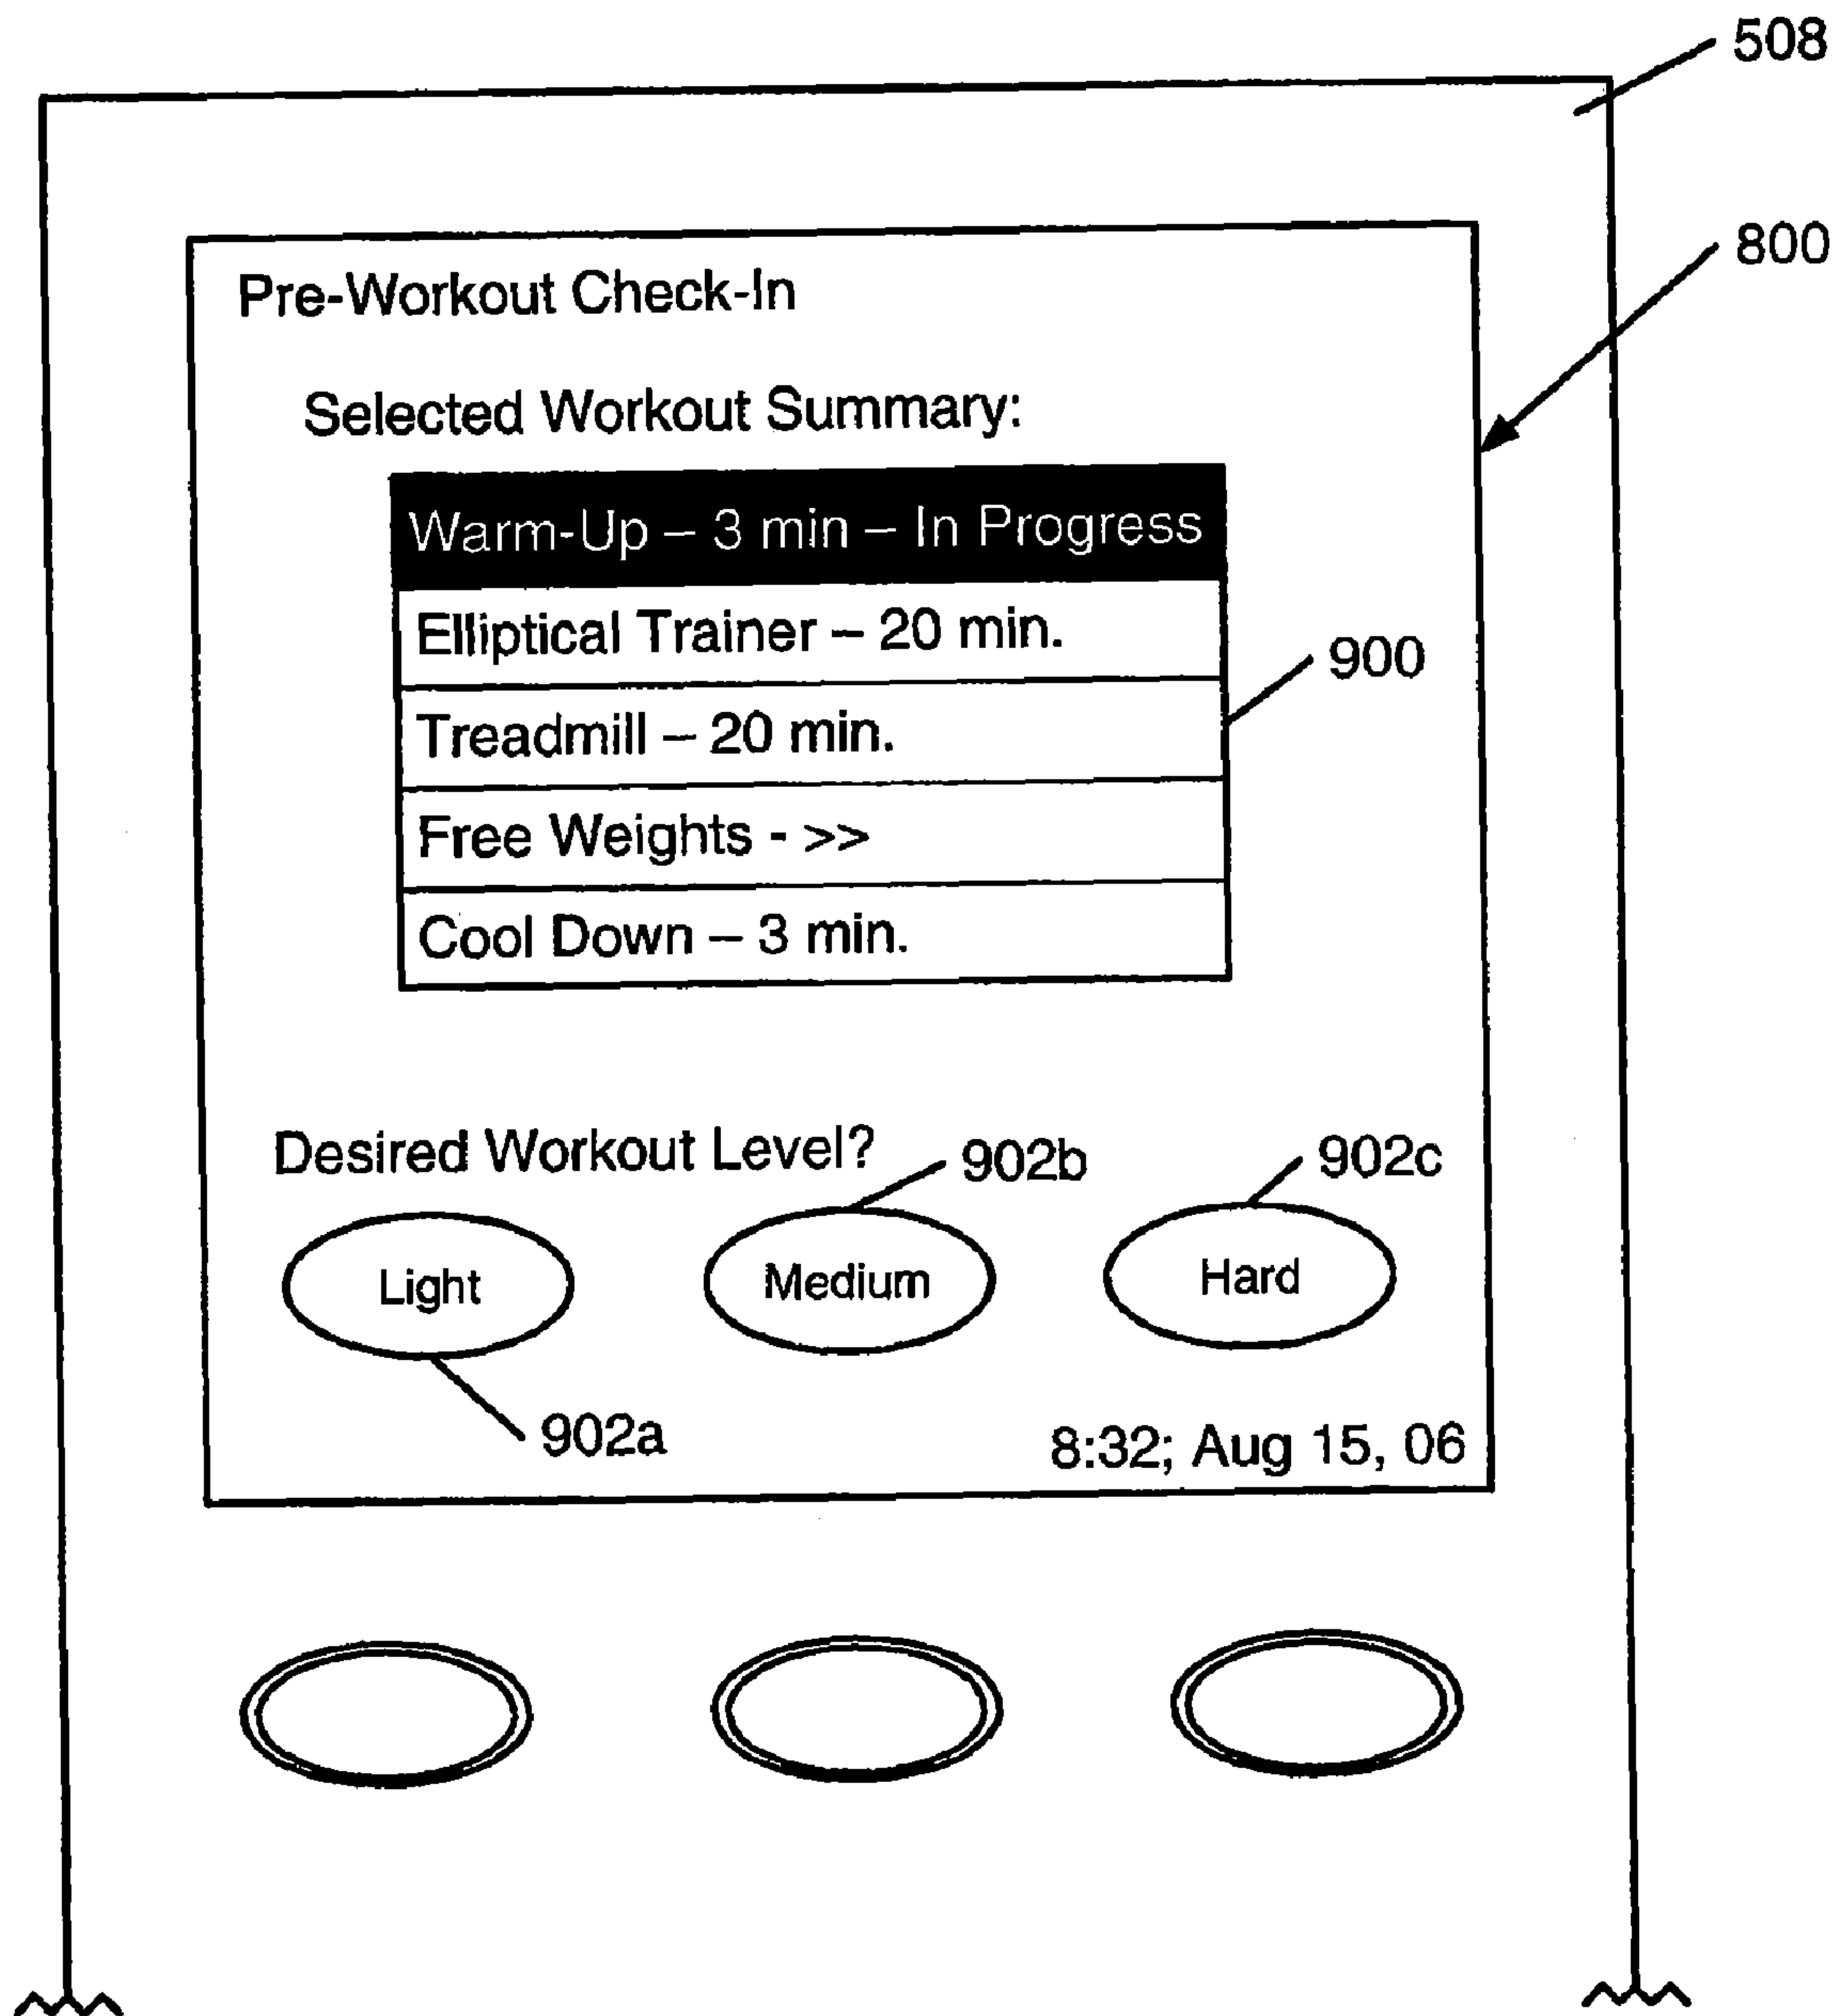 508
800
Pre-Workout Check-In
Selected Workout Summary:
Warm-Up – 3 min – In Progress
Elliptical Trainer – 20 min.
900
Treadmill – 20 min.
Free Weights - >>
Cool Down – 3 min.
Desired Workout Level?
902b
902c
Light
Medium
Hard
902a
8:32; Aug 15, 06